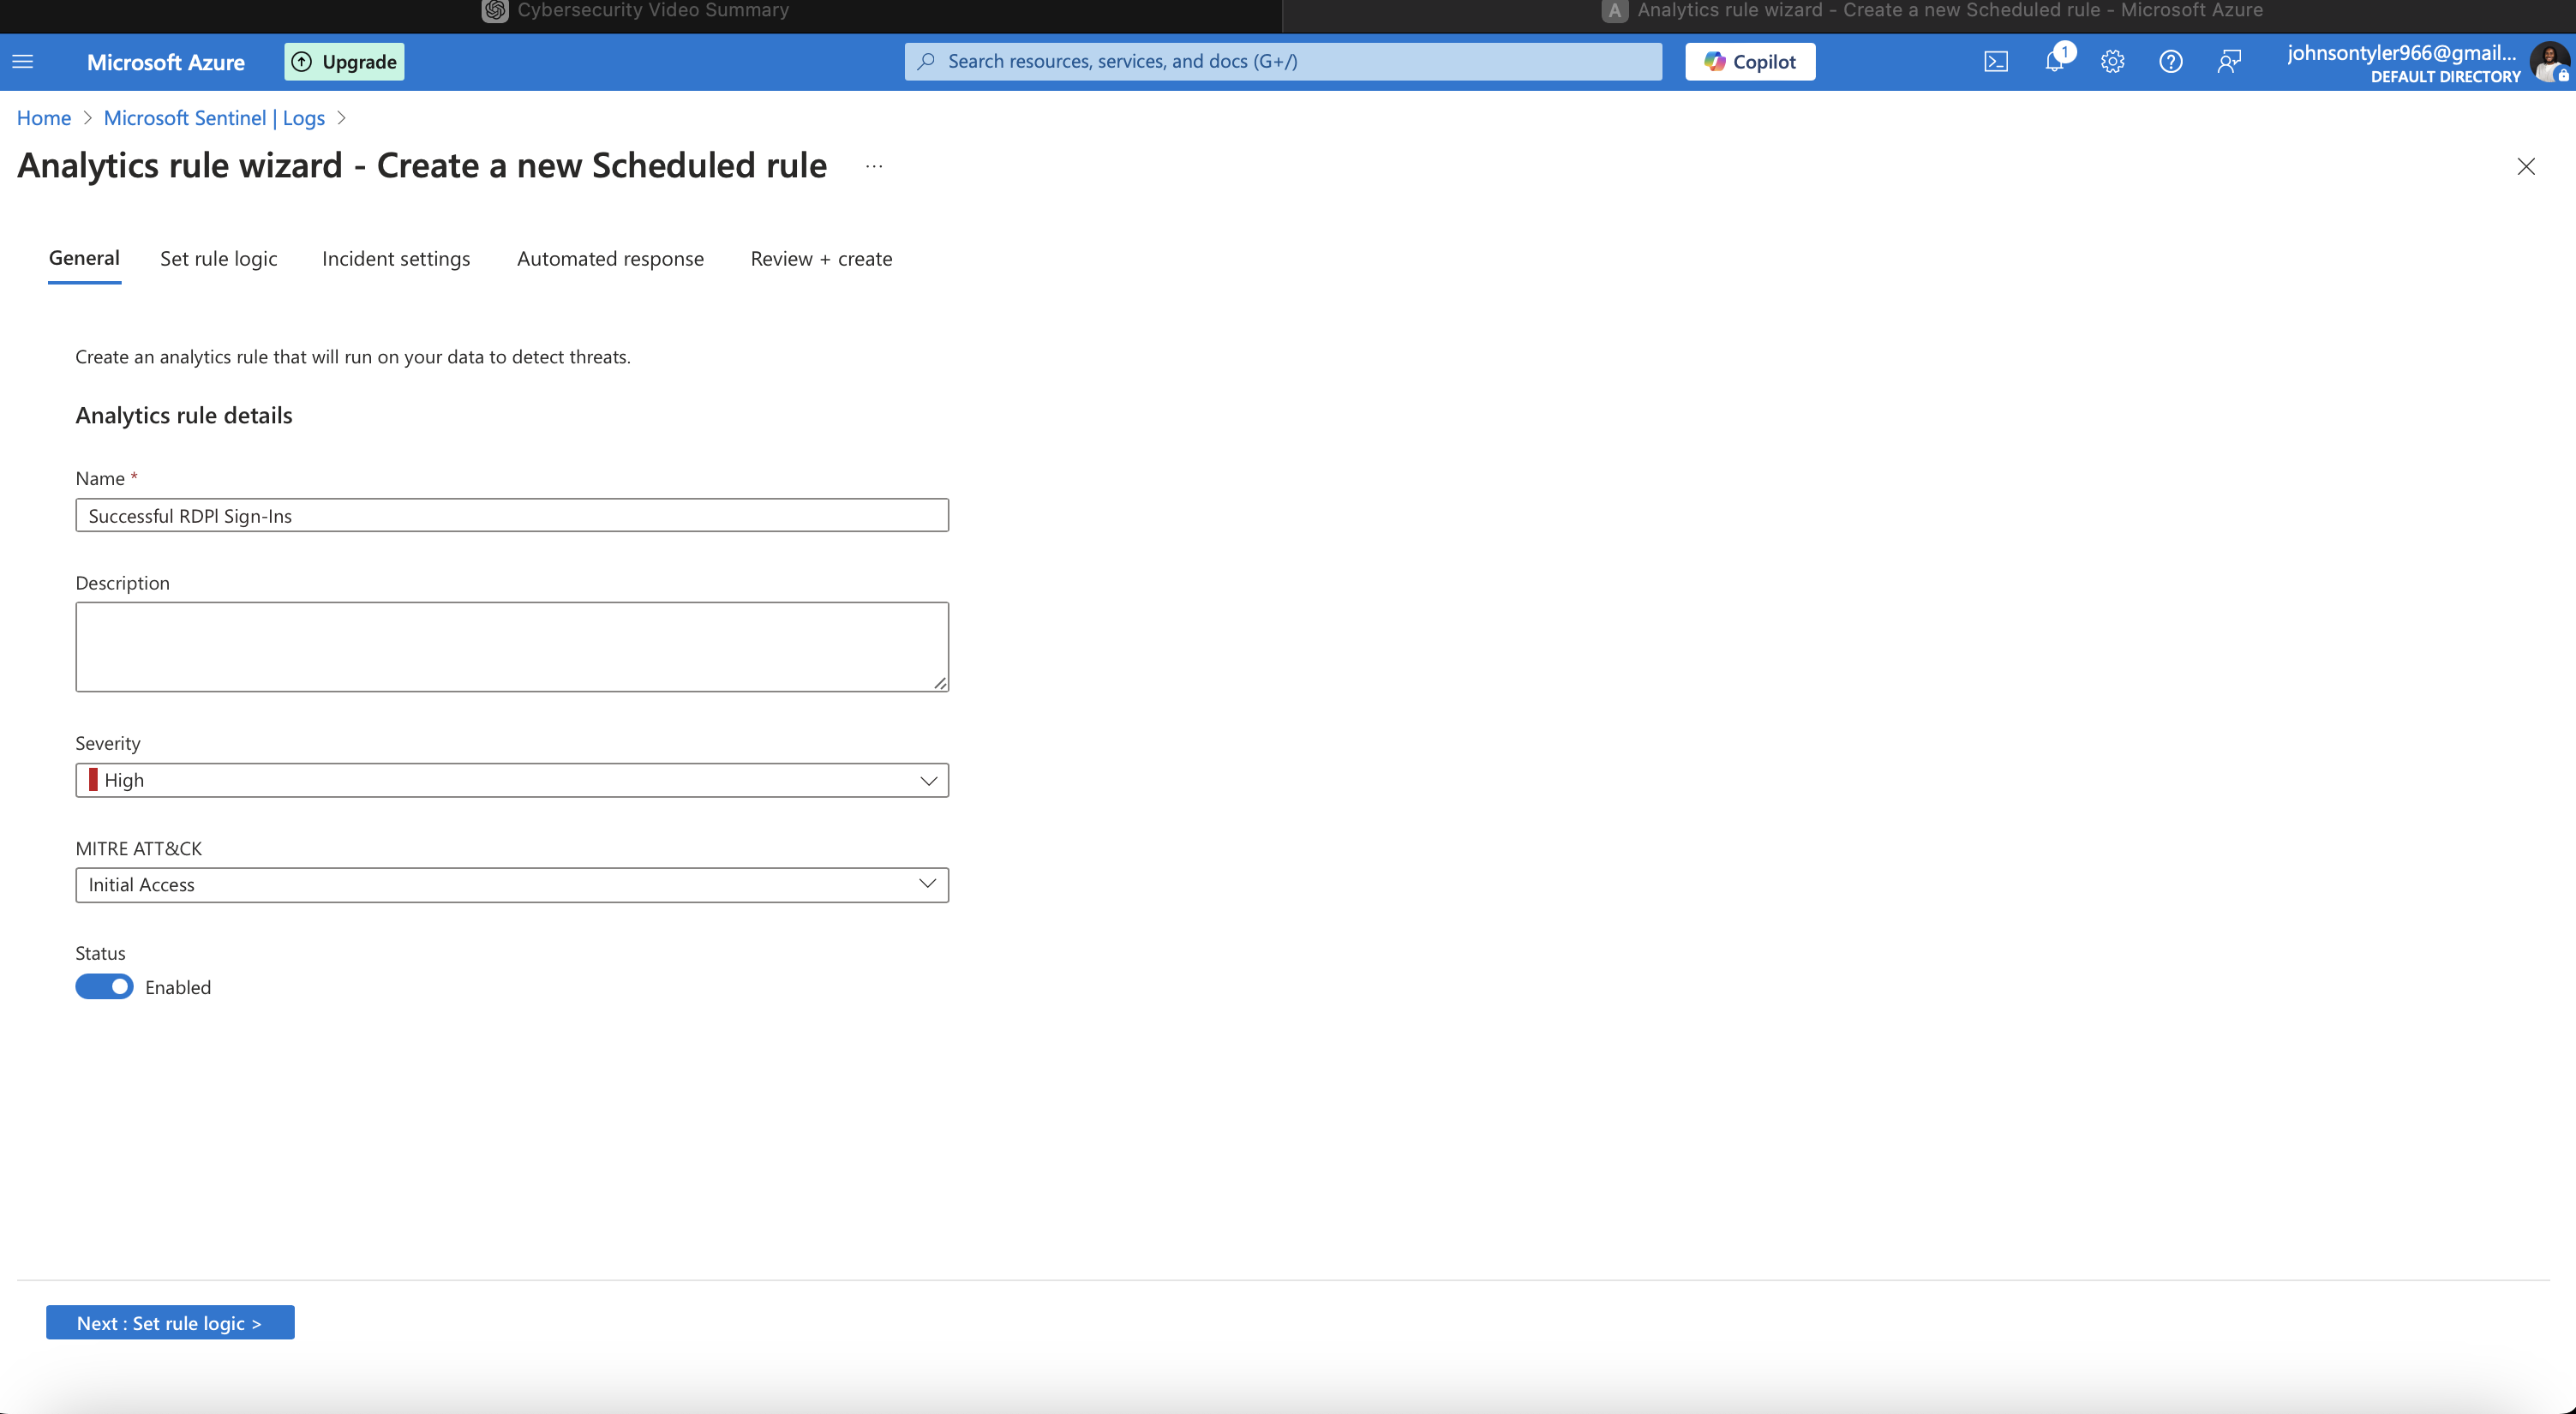 Cybersecurity Video Summary
A Analytics rule wizard - Create a new Scheduled rule - Microsoft Azure
Microsoft Azure
Upgrade
Search resources, services, and docs (G+/)
Copilot
1
johnsontyler966@gmail...
DEFAULT DIRECTORY
Home > Microsoft Sentinel | Logs >
Analytics rule wizard - Create a new Scheduled rule ...
General Set rule logic Incident settings Automated response Review + create
Create an analytics rule that will run on your data to detect threats.
Analytics rule details
Name *
Successful RDPl Sign-Ins
Description
Severity
High
MITRE ATT&CK
Initial Access
Status
Enabled
Next : Set rule logic >